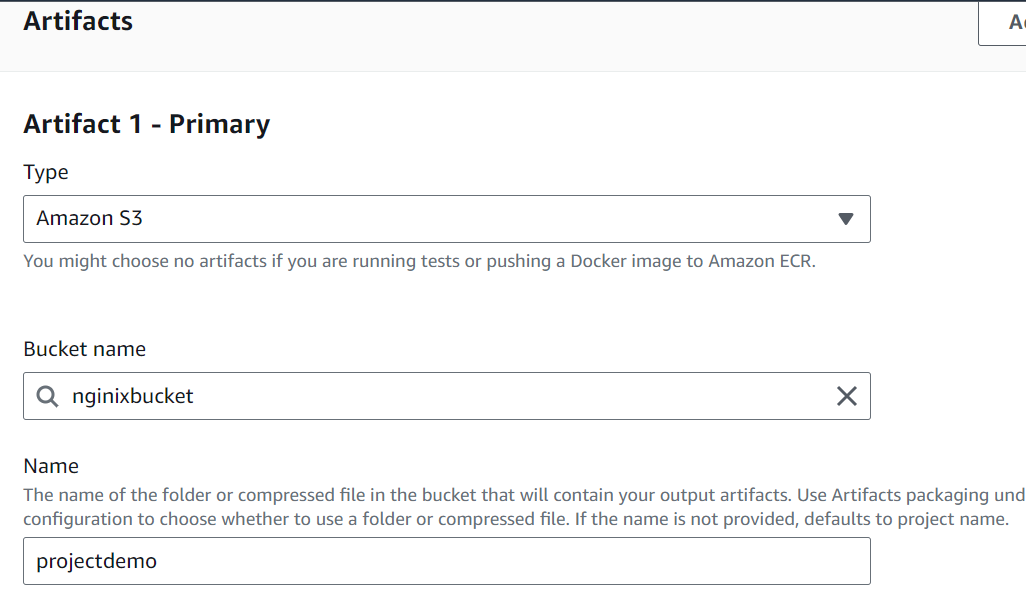 Artifacts
Artifact 1 - Primary
Type
Amazon S3
You might choose no artifacts if you are running tests or pushing a Docker image to Amazon ECR.
Bucket name
nginixbucket
Name
The name of the folder or compressed file in the bucket that will contain your output artifacts. Use Artifacts packaging
configuration to choose whether to use a folder or compressed file. If the name is not provided, defaults to project name.
projectdemo